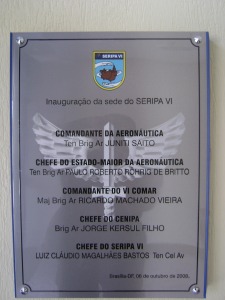 SERIPA VI
Inauguração da sede do SERIPA VI
COMANDANTE DA AERONÁUTICA
Ten Brig Ar JUNITI SAITO
CHEFE DO ESTADO-MAIOR DA AERONÁUTICA
Ten Brig Ar PAULO ROBERTO RÖHRIG DE BRITTO
COMANDANTE DO VI COMAR
Maj Brig Ar RICARDO MACHADO VIEIRA
CHEFE DO CENIPA
Brig Ar JORGE KERSUL FILHO
CHEFE DO SERIPA VI
LUIZ CLÁUDIO MAGALHÃES BASTOS Ten Cel Av
Brasília-DF, 09 de outubro de 2008.